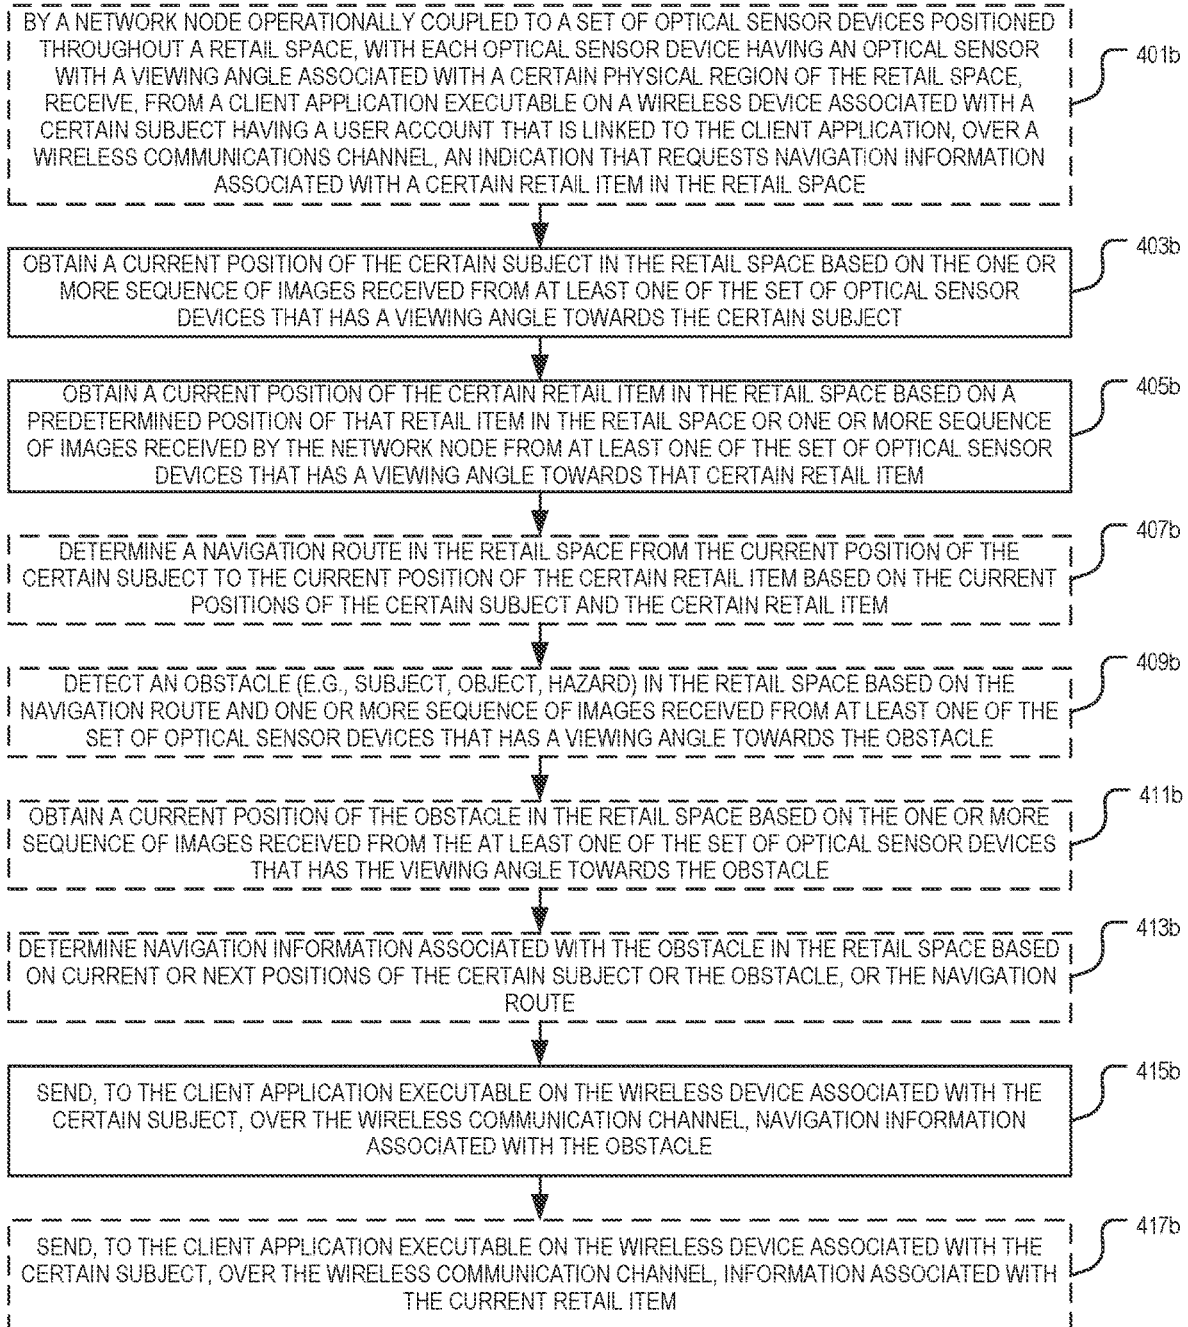 BY A NETWORK NODE OPERATIONALLY COUPLED TO A SET OF OPTICAL SENSOR DEVICES POSITIONED
THROUGHOUT A RETAIL SPACE, WITH EACH OPTICAL SENSOR DEVICE HAVING AN OPTICAL SENSOR
WITH A VIEWING ANGLE ASSOCIATED WITH A CERTAIN PHYSICAL REGION OF THE RETAIL SPACE,
RECEIVE, FROM A CLIENT APPLICATION EXECUTABLE ON A WIRELESS DEVICE ASSOCIATED WITH A
CERTAIN SUBJECT HAVING A USER ACCOUNT THAT IS LINKED TO THE CLIENT APPLICATION, OVER A
WIRELESS COMMUNICATIONS CHANNEL, AN INDICATION THAT REQUESTS NAVIGATION INFORMATION
ASSOCIATED WITH A CERTAIN RETAIL ITEM IN THE RETAIL SPACE
401b
OBTAIN A CURRENT POSITION OF THE CERTAIN SUBJECT IN THE RETAIL SPACE BASED ON THE ONE OR
MORE SEQUENCE OF IMAGES RECEIVED FROM AT LEAST ONE OF THE SET OF OPTICAL SENSOR
DEVICES THAT HAS A VIEWING ANGLE TOWARDS THE CERTAIN SUBJECT
403b
OBTAIN A CURRENT POSITION OF THE CERTAIN RETAIL ITEM IN THE RETAIL SPACE BASED ON A
PREDETERMINED POSITION OF THAT RETAIL ITEM IN THE RETAIL SPACE OR ONE OR MORE SEQUENCE
OF IMAGES RECEIVED BY THE NETWORK NODE FROM AT LEAST ONE OF THE SET OF OPTICAL SENSOR
DEVICES THAT HAS A VIEWING ANGLE TOWARDS THAT CERTAIN RETAIL ITEM
405b
DETERMINE A NAVIGATION ROUTE IN THE RETAIL SPACE FROM THE CURRENT POSITION OF THE
CERTAIN SUBJECT TO THE CURRENT POSITION OF THE CERTAIN RETAIL ITEM BASED ON THE CURRENT
POSITIONS OF THE CERTAIN SUBJECT AND THE CERTAIN RETAIL ITEM
407b
DETECT AN OBSTACLE (E.G., SUBJECT, OBJECT, HAZARD) IN THE RETAIL SPACE BASED ON THE
NAVIGATION ROUTE AND ONE OR MORE SEQUENCE OF IMAGES RECEIVED FROM AT LEAST ONE OF THE
SET OF OPTICAL SENSOR DEVICES THAT HAS A VIEWING ANGLE TOWARDS THE OBSTACLE
409b
OBTAIN A CURRENT POSITION OF THE OBSTACLE IN THE RETAIL SPACE BASED ON THE ONE OR MORE
SEQUENCE OF IMAGES RECEIVED FROM THE AT LEAST ONE OF THE SET OF OPTICAL SENSOR DEVICES
THAT HAS THE VIEWING ANGLE TOWARDS THE OBSTACLE
411b
DETERMINE NAVIGATION INFORMATION ASSOCIATED WITH THE OBSTACLE IN THE RETAIL SPACE BASED
ON CURRENT OR NEXT POSITIONS OF THE CERTAIN SUBJECT OR THE OBSTACLE, OR THE NAVIGATION
ROUTE
413b
SEND, TO THE CLIENT APPLICATION EXECUTABLE ON THE WIRELESS DEVICE ASSOCIATED WITH THE
CERTAIN SUBJECT, OVER THE WIRELESS COMMUNICATION CHANNEL, NAVIGATION INFORMATION
ASSOCIATED WITH THE OBSTACLE
415b
SEND, TO THE CLIENT APPLICATION EXECUTABLE ON THE WIRELESS DEVICE ASSOCIATED WITH THE
CERTAIN SUBJECT, OVER THE WIRELESS COMMUNICATION CHANNEL, INFORMATION ASSOCIATED WITH
THE CURRENT RETAIL ITEM
417b